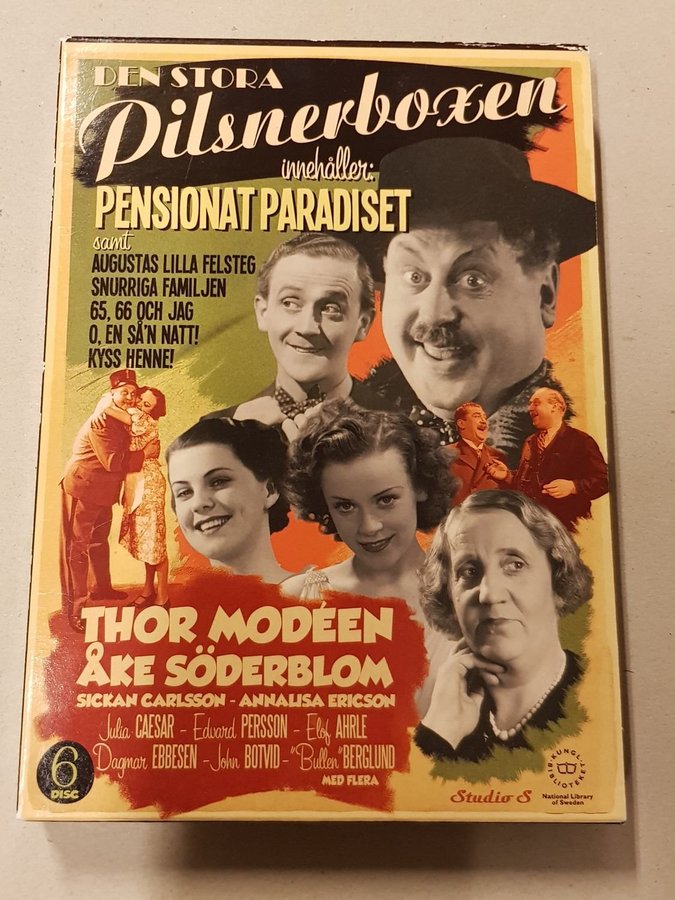 DEN STORA
Pilsnerboxen
innehåller:
PENSIONAT PARADISET
samt
AUGUSTAS LILLA FELSTEG
SNURRIGA FAMILJEN
65, 66 OCH JAG
O, EN SÅ'N NATT!
KYSS HENNE!
THOR MODÉEN
ÅKE SÖDERBLOM
SICKAN CARLSSON - ANNALISA ERICSON
Julia CAESAR - Edvard PERSSON - Elof AHRLE
Dagmar EBBESEN - John BOTVID - "Bullen" BERGLUND
MED FLERA
6
DISC
Studio S
KUNGL. BIBLIOTEKET
National Library
of Sweden